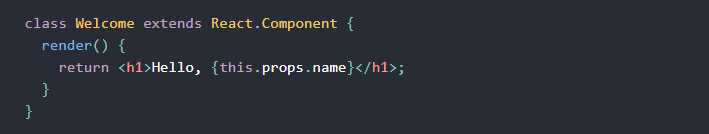 class Welcome extends React.Component {
  render() {
    return <h1>Hello, {this.props.name}</h1>;
  }
}